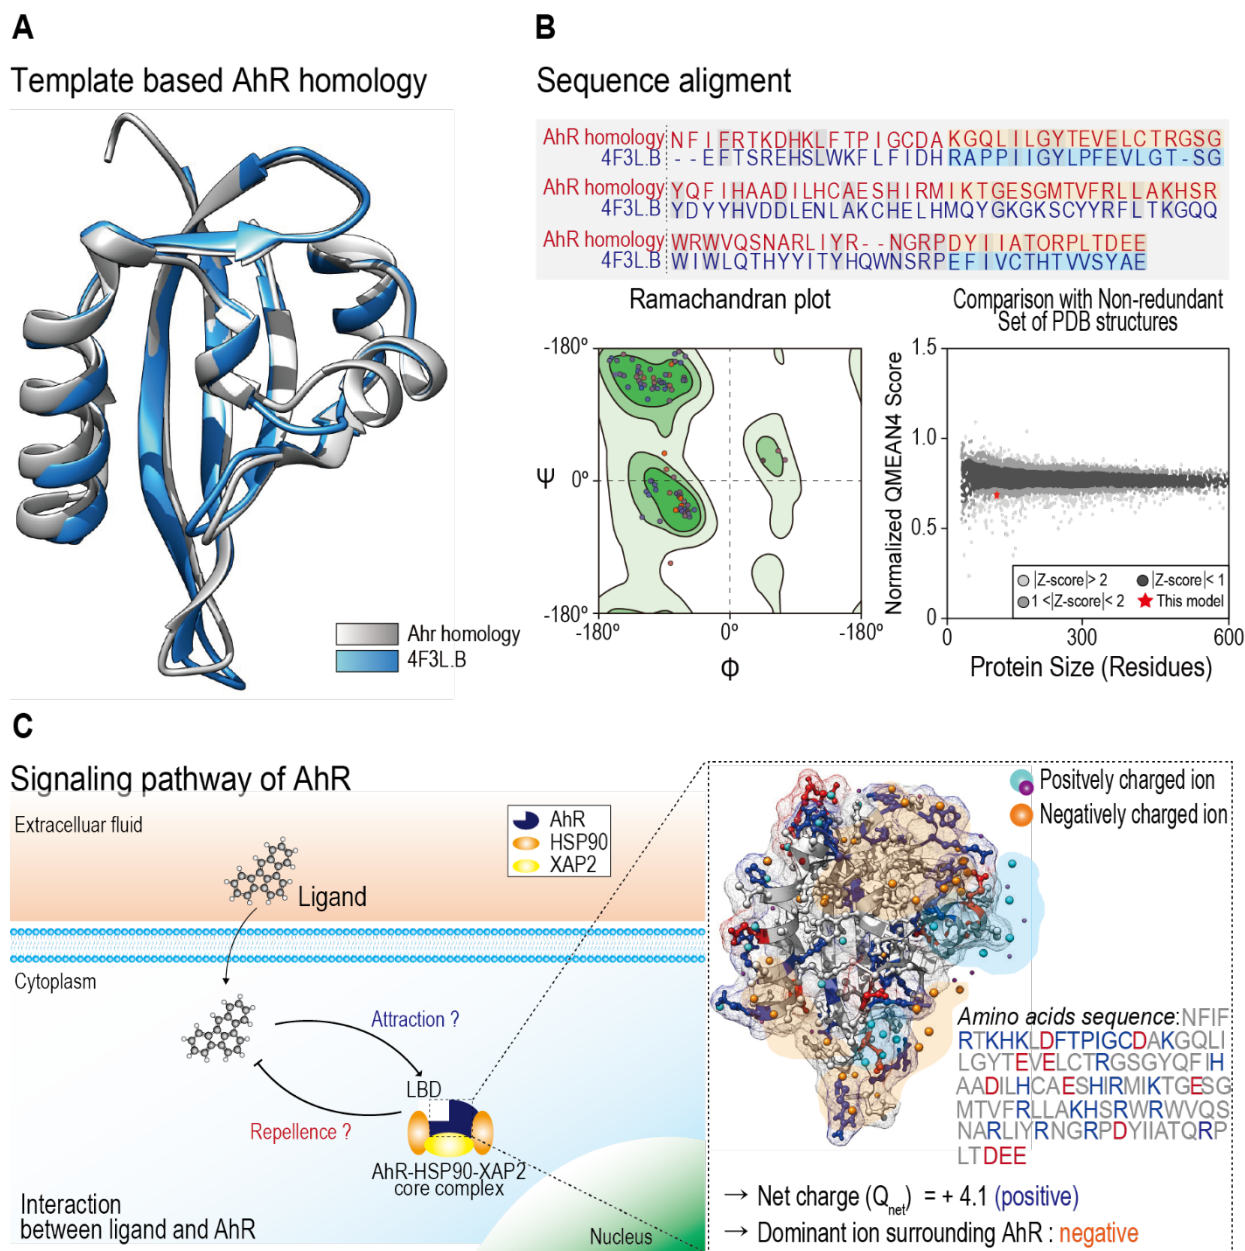 A
Template based AhR homology
Ahr homology
4F3L.B
B
Sequence aligment
AhR homology NFIFRTKDHKLFTPIGCDAKGQLILGYTEVELCTRGSG
4F3L.B --EFTSREHSLWKFLFIDHRAPPIIGYLPFEVLGT-SG
AhR homology YQFIHAADILHCAESHIRMIKTGESGMTVFRLLAKHSR
4F3L.B YDYYHVDDLENLAKCHELHMQYGKGKSCYYRFLTKGQQ
AhR homology WRWVQSNARLIYR--NGRPDYIIATQRPLTDEE
4F3L.B WIWLQTHYYITYHQWNSRPEFIVCTHTVVSYAE
Ramachandran plot
-180°
0°
-180°
Ψ
-180°
0°
-180°
Φ
Comparison with Non-redundant
Set of PDB structures
Normalized QMEAN4 Score
1.5
1.0
0.5
0
|Z-score|> 2
|Z-score|< 1
1 <|Z-score|< 2
This model
0
300
600
Protein Size (Residues)
C
Signaling pathway of AhR
Extracelluar fluid
AhR
HSP90
XAP2
Ligand
Cytoplasm
Attraction ?
LBD
Repellence ?
AhR-HSP90-XAP2
core complex
Interaction
between ligand and AhR
Nucleus
Positvely charged ion
Negatively charged ion
Amino acids sequence:NFIF
RTKHKLDFTPIGCDAKGQLI
LGYTEVELCTRGSGYQFIH
AADILHCAESHIRMIKTGESG
MTVFRLLAKHSRWRWVQS
NARLIYRNGRPDYIIATQRP
LTDEE
→ Net charge (Qnet) = + 4.1 (positive)
→ Dominant ion surrounding AhR : negative